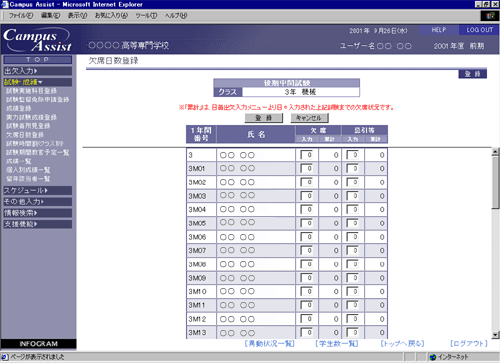 Campus Assist - Microsoft Internet Explorer
ファイル(F) 編集(E) 表示(V) お気に入り(A) ツール(T) ヘルプ(H)
Campus Assist
2001年 9月26日(水) HELP LOG OUT
○○○○高等専門学校 ユーザー名○○ ○○ 2001年度 前期
TOP
出欠入力
試験・成績
試験実施科目登録
試験監督免除申請登録
成績登録
実力試験成績登録
試験者所見登録
欠席日数登録
試験時間割(クラス別)
試験期間教官予定一覧
成績一覧
個人別成績一覧
留年該当者一覧
スケジュール
その他入力
情報検索
支援機能
INFOGRAM
欠席日数登録
登 録
後期中間試験
クラス 3年 機械
※「累計」は、日番出欠入力メニューより日々入力された上記試験までの欠席状況です。
登 録 キャンセル
1年間番号 氏 名 欠 席 忌引等
入力 累計 入力 累計
3 ○○ ○○ 0 0 0 0
3M01 ○○ ○○ 0 0 0 0
3M02 ○○ ○○ 0 0 0 0
3M03 ○○ ○○ 0 0 0 0
3M04 ○○ ○○ 0 0 0 0
3M05 ○○ ○○ 0 0 0 0
3M06 ○○ ○○ 0 0 0 0
3M07 ○○ ○○ 0 0 0 0
3M08 ○○ ○○ 0 0 0 0
3M09 ○○ ○○ 0 0 0 0
3M10 ○○ ○○ 0 0 0 0
3M11 ○○ ○○ 0 0 0 0
3M12 ○○ ○○ 0 0 0 0
3M13 ○○ ○○ 0 0 0 0
[異動状況一覧] [学生数一覧] [トップへ戻る] [ログアウト]
ページが表示されました インターネット